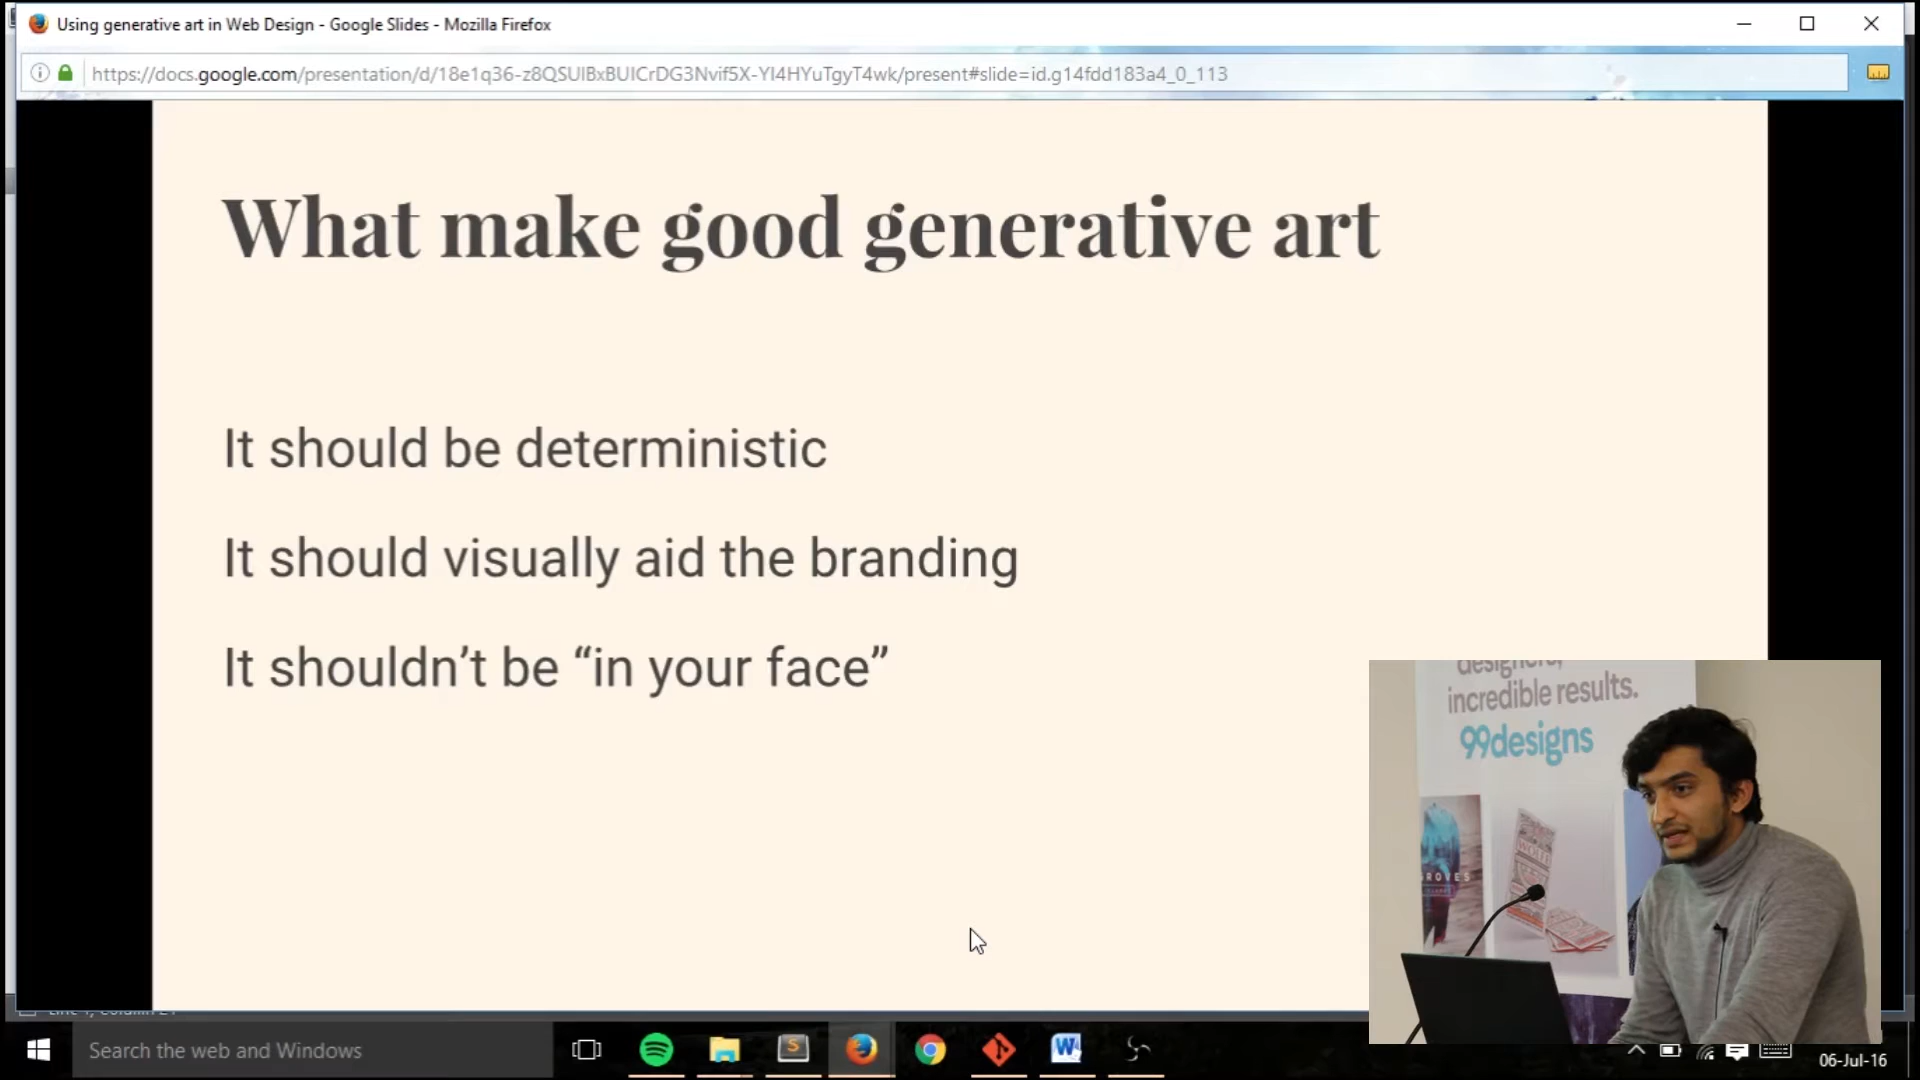 Using generative art in Web Design - Google Slides - Mozilla Firefox
https://docs.google.com/presentation/d/18e1q36-z8QSUIBxBUICrDG3Nvif5X-YI4HYuTgyT4wk/present#slide=id.g14fdd183a4_0_113
What make good generative art
It should be deterministic
It should visually aid the branding
It shouldn’t be “in your face”
designers,
incredible results.
99designs
GROVES
Search the web and Windows
06-Jul-16